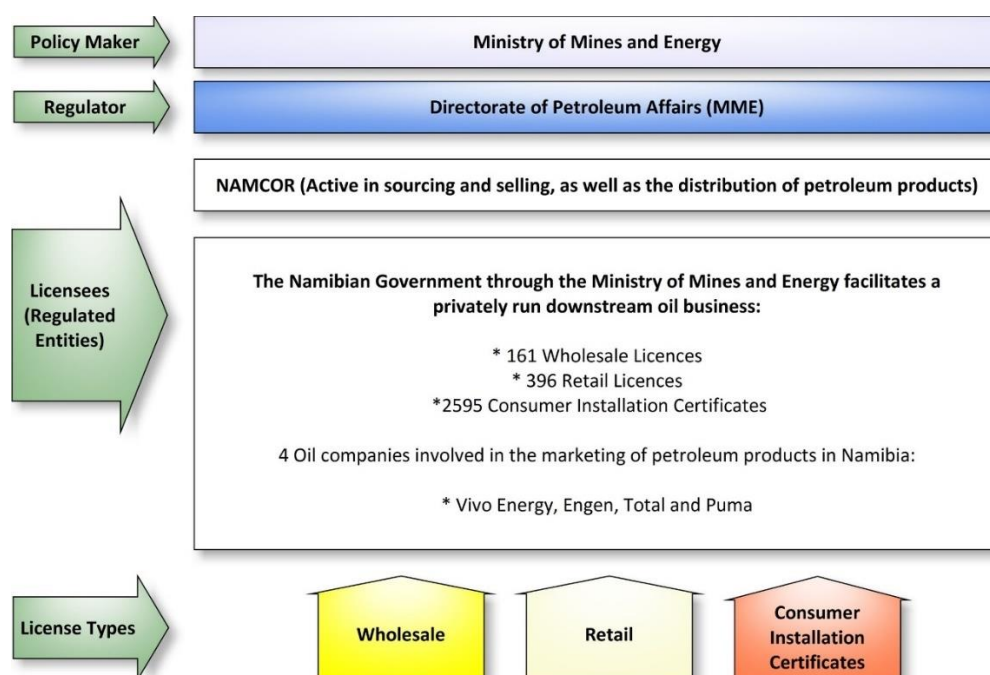 Policy Maker
Ministry of Mines and Energy
Regulator
Directorate of Petroleum Affairs (MME)
NAMCOR (Active in sourcing and selling, as well as the distribution of petroleum products)
Licensees
(Regulated
Entities)
The Namibian Government through the Ministry of Mines and Energy facilitates a
privately run downstream oil business:
* 161 Wholesale Licences
* 396 Retail Licences
*2595 Consumer Installation Certificates
4 Oil companies involved in the marketing of petroleum products in Namibia:
* Vivo Energy, Engen, Total and Puma
License Types
Wholesale
Retail
Consumer
Installation
Certificates